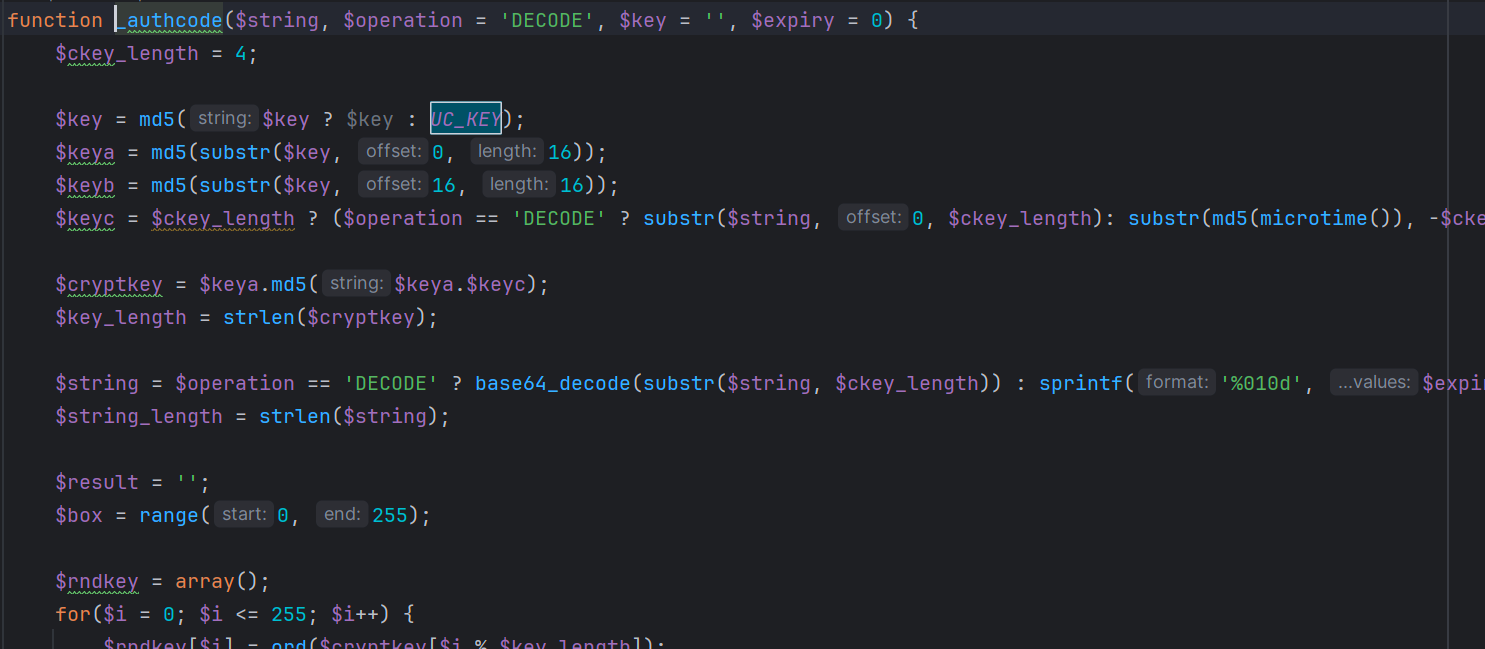 function _authcode($string, $operation = 'DECODE', $key = '', $expiry = 0) {
$ckey_length = 4;
$key = md5( string: $key ? $key : UC_KEY);
$keya = md5(substr($key, offset: 0, length: 16));
$keyb = md5(substr($key, offset: 16, length: 16));
$keyc = $ckey_length ? ($operation == 'DECODE' ? substr($string, offset: 0, $ckey_length): substr(md5(microtime()), -$cke
$cryptkey = $keya.md5( string: $keya.$keyc);
$key_length = strlen($cryptkey);
$string = $operation == 'DECODE' ? base64_decode(substr($string, $ckey_length)) : sprintf( format: '%010d', ...values: $expir
$string_length = strlen($string);
$result = '';
$box = range( start: 0, end: 255);
$rndkey = array();
for($i = 0; $i <= 255; $i++) {
$rndkey[$i] = ord($cryptkey[$i % $key_length]);